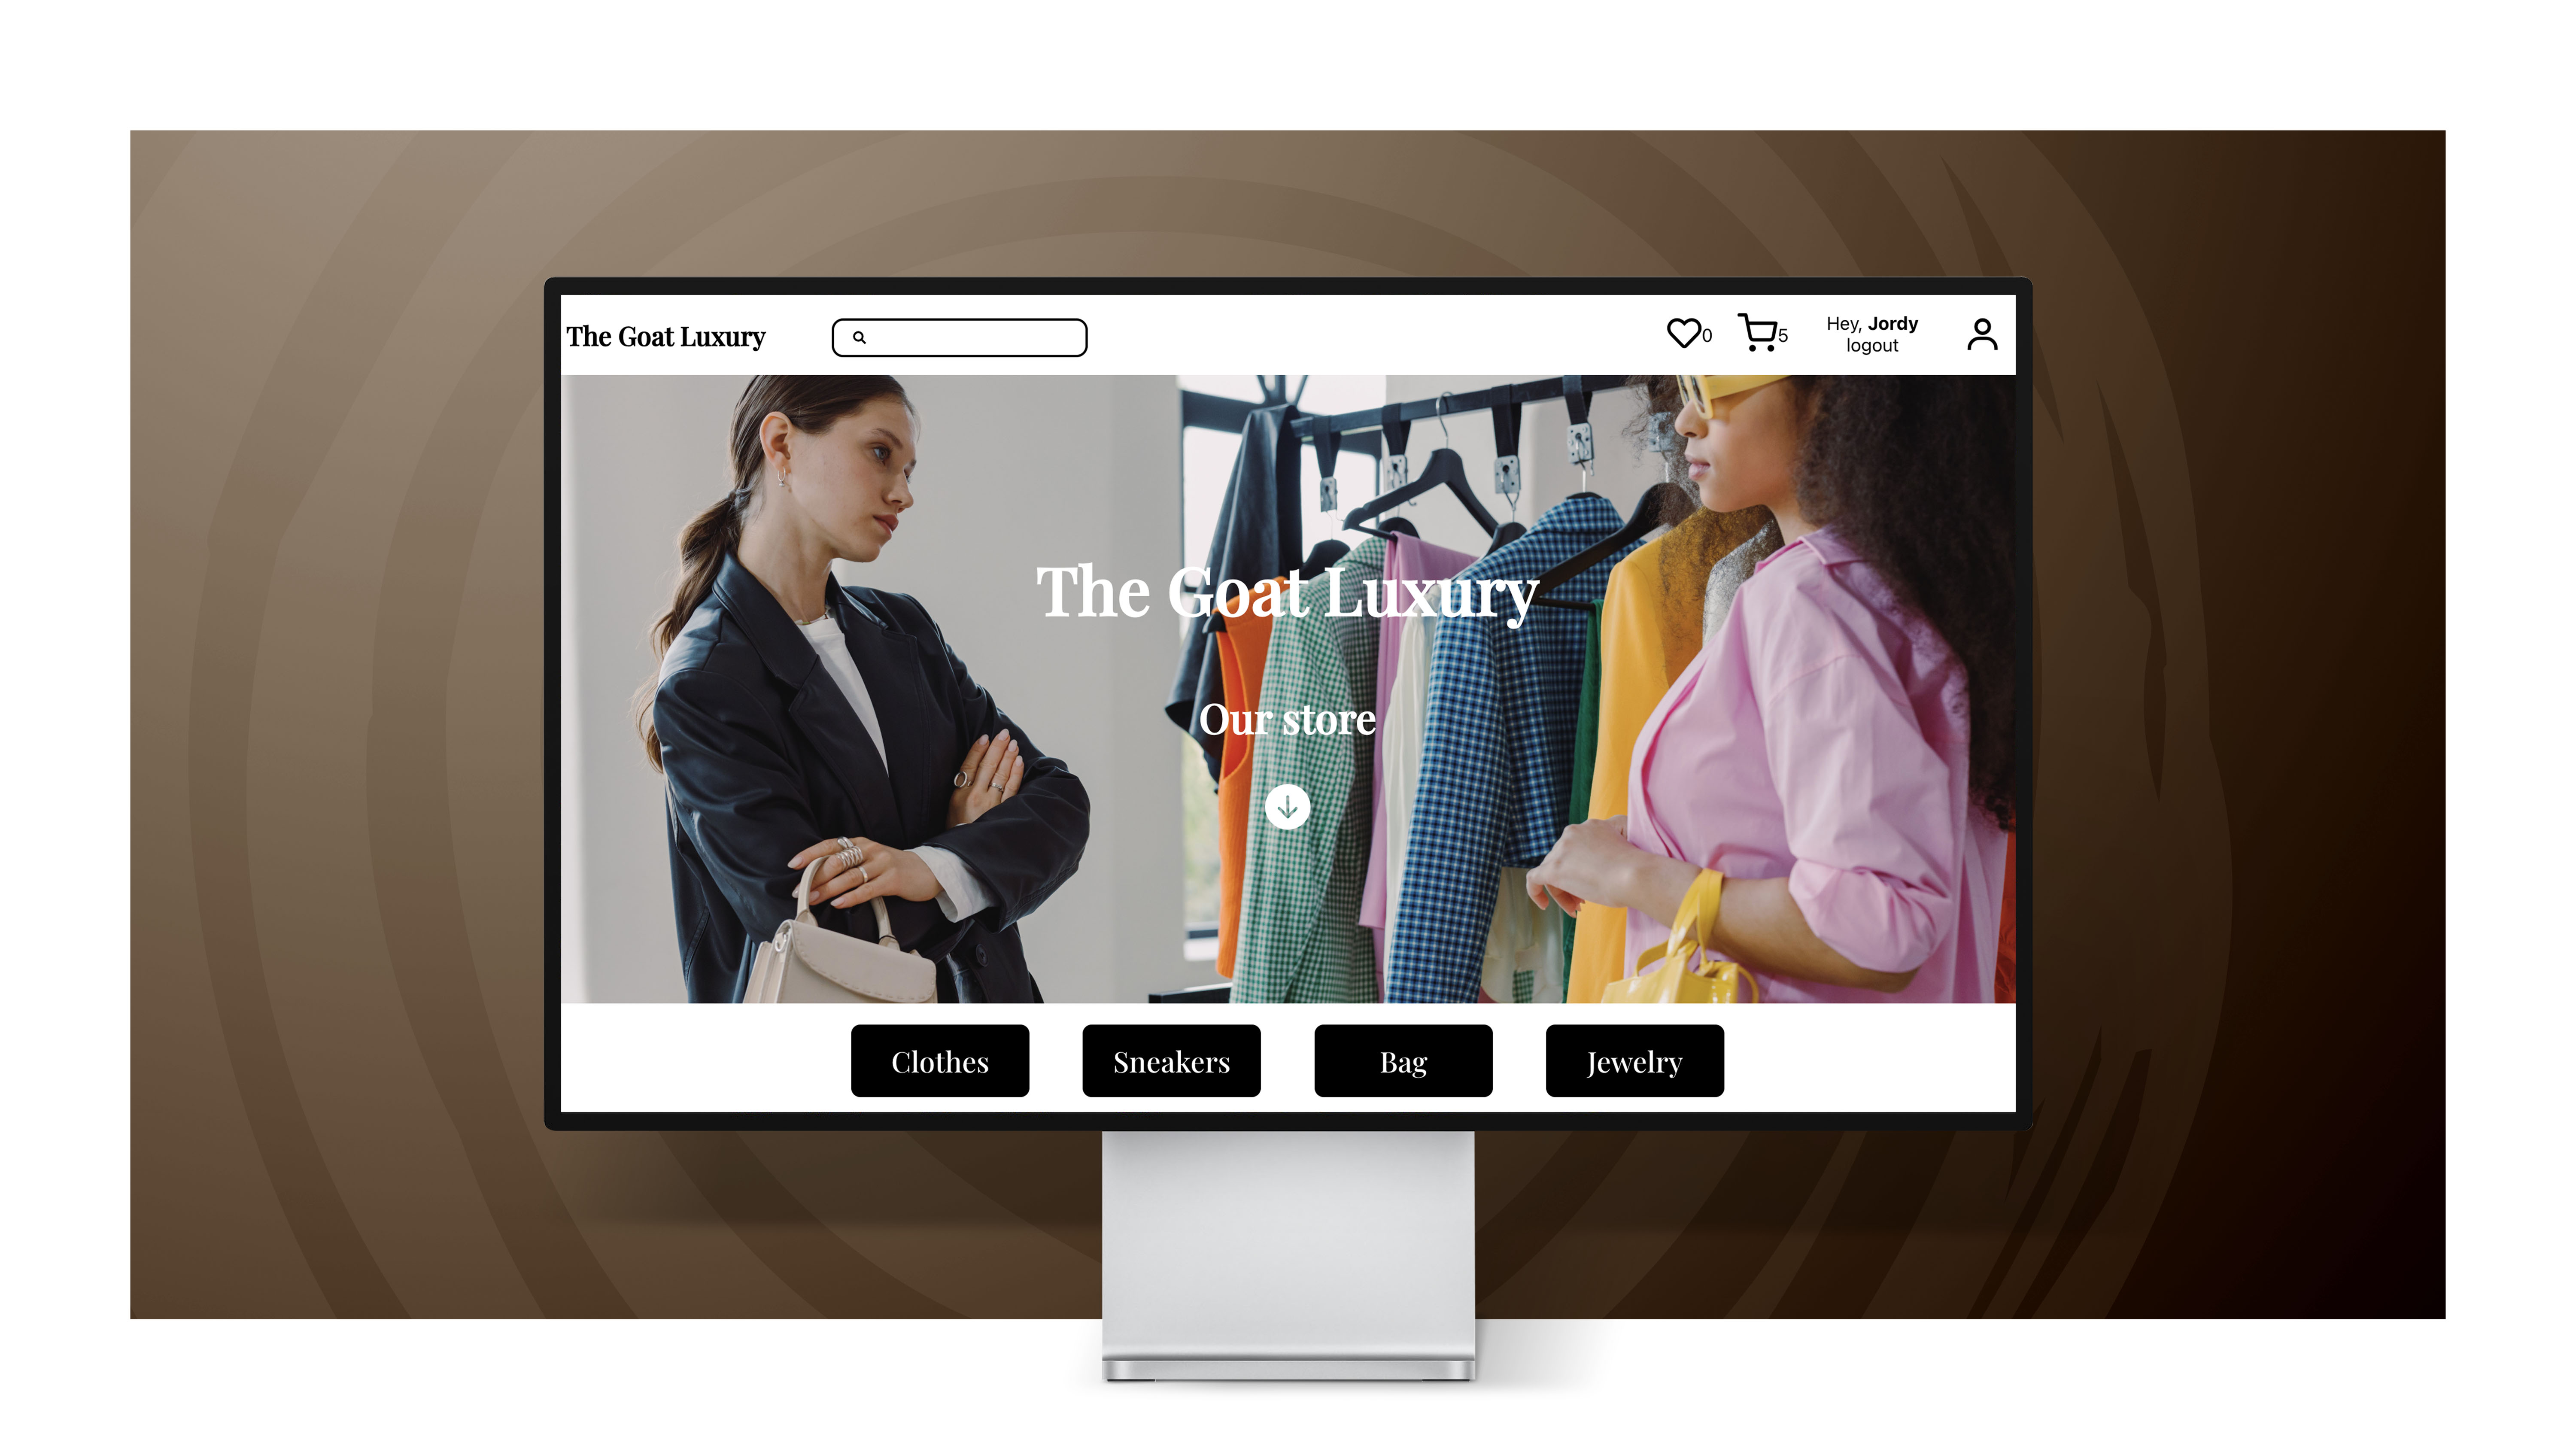 The Goat Luxury
0
5
Hey, Jordy
logout
The Goat Luxury
Our store
Clothes
Sneakers
Bag
Jewelry